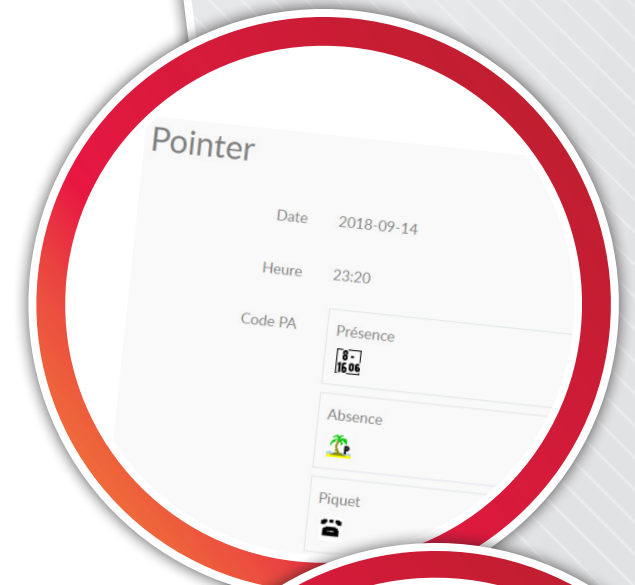 Pointer
Date 2018-09-14
Heure 23:20
Code PA Présence
8 -
16.06
Absence
P
Piquet